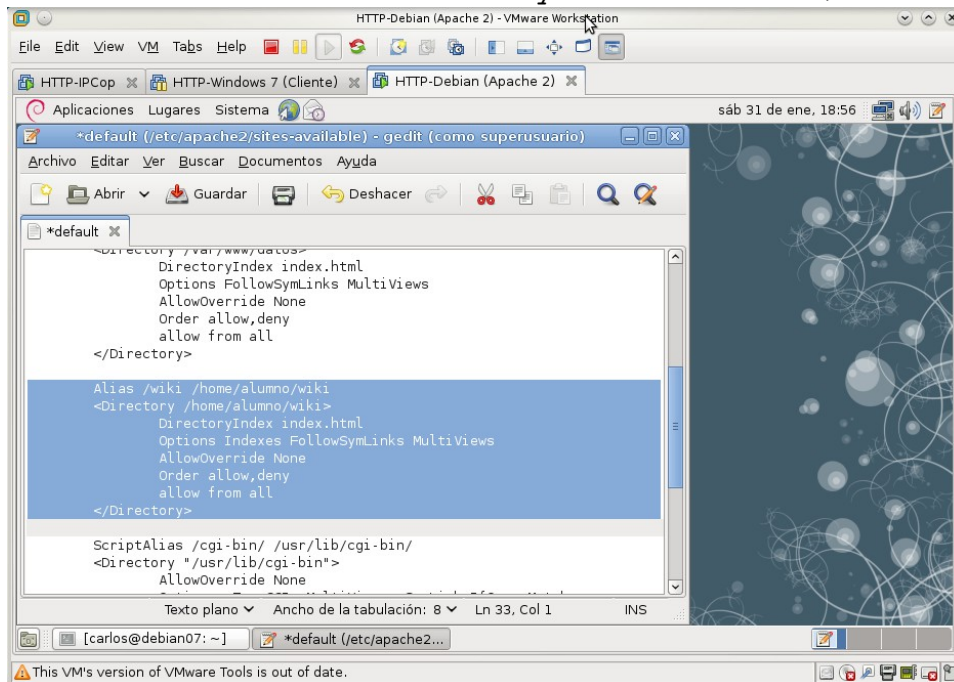 HTTP-Debian (Apache 2) - VMware Workstation
File Edit View VM Tabs Help
HTTP-IPCop HTTP-Windows 7 (Cliente) HTTP-Debian (Apache 2)
Aplicaciones Lugares Sistema sáb 31 de ene, 18:56
*default (/etc/apache2/sites-available) - gedit (como superusuario)
Archivo Editar Ver Buscar Documentos Ayuda
Abrir Guardar Deshacer
*default
<Directory /var/www/datos>
DirectoryIndex index.html
Options FollowSymLinks MultiViews
AllowOverride None
Order allow,deny
allow from all
</Directory>
Alias /wiki /home/alumno/wiki
<Directory /home/alumno/wiki>
DirectoryIndex index.html
Options Indexes FollowSymLinks MultiViews
AllowOverride None
Order allow,deny
allow from all
</Directory>
ScriptAlias /cgi-bin/ /usr/lib/cgi-bin/
<Directory "/usr/lib/cgi-bin">
AllowOverride None
Texto plano Ancho de la tabulación: 8 Ln 33, Col 1 INS
[carlos@debian07: ~] *default (/etc/apache2...
This VM's version of VMware Tools is out of date.